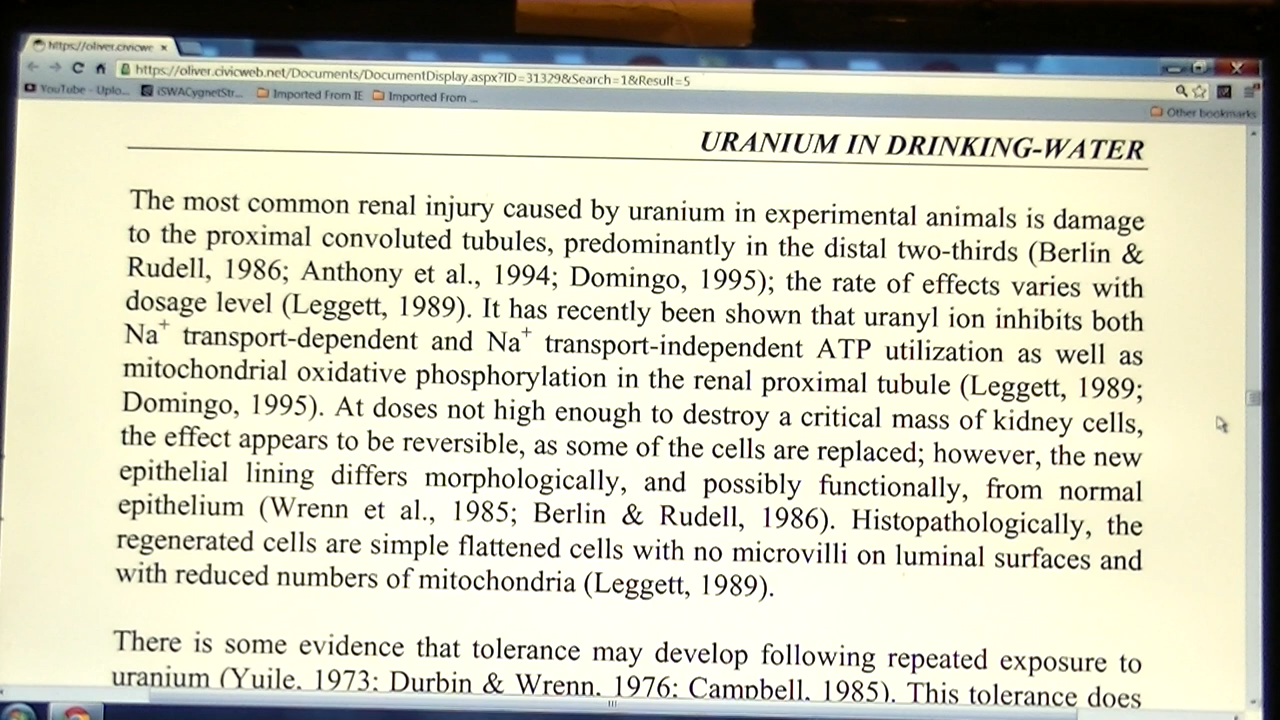 https://oliver.civicwe
https://oliver.civicweb.net/Documents/DocumentDisplay.aspx?ID=31329&Search=1&Result=5
YouTube - Uplo... iSWACygnetStr... Imported From IE Imported From ...
Other bookmarks
URANIUM IN DRINKING-WATER
The most common renal injury caused by uranium in experimental animals is damage
to the proximal convoluted tubules, predominantly in the distal two-thirds (Berlin &
Rudell, 1986; Anthony et al., 1994; Domingo, 1995); the rate of effects varies with
dosage level (Leggett, 1989). It has recently been shown that uranyl ion inhibits both
Na+ transport-dependent and Na+ transport-independent ATP utilization as well as
mitochondrial oxidative phosphorylation in the renal proximal tubule (Leggett, 1989;
Domingo, 1995). At doses not high enough to destroy a critical mass of kidney cells,
the effect appears to be reversible, as some of the cells are replaced; however, the new
epithelial lining differs morphologically, and possibly functionally, from normal
epithelium (Wrenn et al., 1985; Berlin & Rudell, 1986). Histopathologically, the
regenerated cells are simple flattened cells with no microvilli on luminal surfaces and
with reduced numbers of mitochondria (Leggett, 1989).
There is some evidence that tolerance may develop following repeated exposure to
uranium (Yuile, 1973; Durbin & Wrenn, 1976; Campbell, 1985). This tolerance does